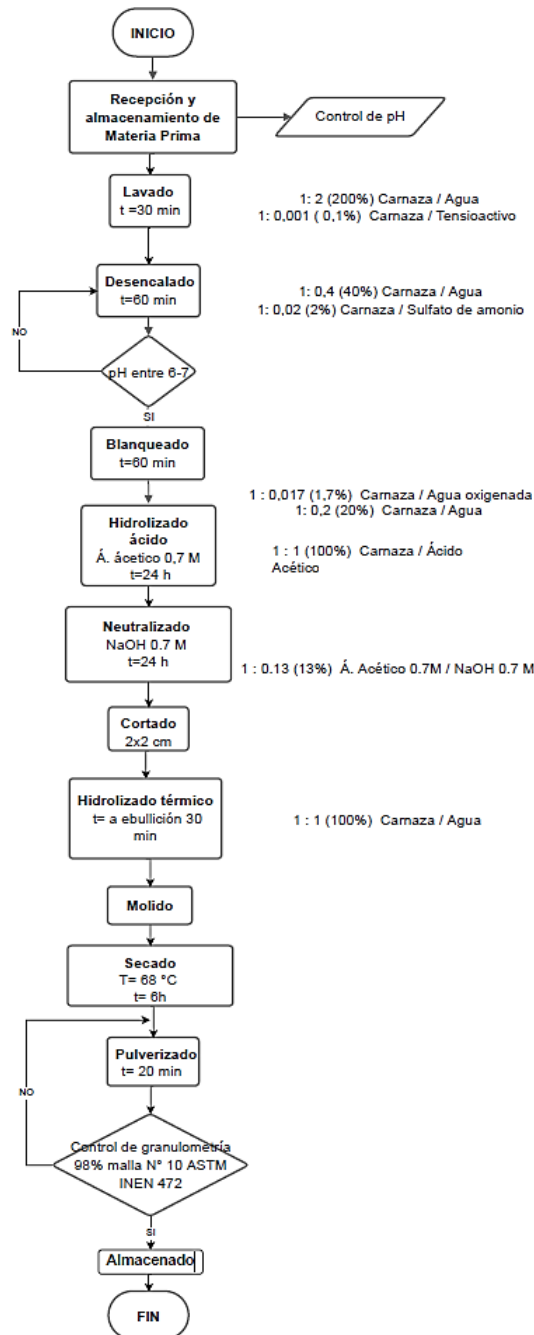 INICIO
Recepción y
almacenamiento de
Materia Prima
Control de pH
Lavado
t =30 min
1: 2 (200%) Carnaza / Agua
1: 0,001 ( 0,1%) Carnaza / Tensioactivo
Desencalado
t=60 min
1: 0,4 (40%) Carnaza / Agua
1: 0,02 (2%) Carnaza / Sulfato de amonio
NO
pH entre 6-7
SI
Blanqueado
t=60 min
1 : 0,017 (1,7%) Carnaza / Agua oxigenada
1: 0,2 (20%) Carnaza / Agua
Hidrolizado
ácido
Á. ácetico 0,7 M
t=24 h
1 : 1 (100%) Carnaza / Ácido
Acético
Neutralizado
NaOH 0.7 M
t=24 h
1 : 0.13 (13%) Á. Acético 0.7M / NaOH 0.7 M
Cortado
2x2 cm
Hidrolizado térmico
t= a ebullición 30
min
1 : 1 (100%) Carnaza / Agua
Molido
Secado
T= 68 °C
t= 6h
Pulverizado
t= 20 min
NO
Control de granulometría
98% malla N° 10 ASTM
INEN 472
SI
Almacenado
FIN